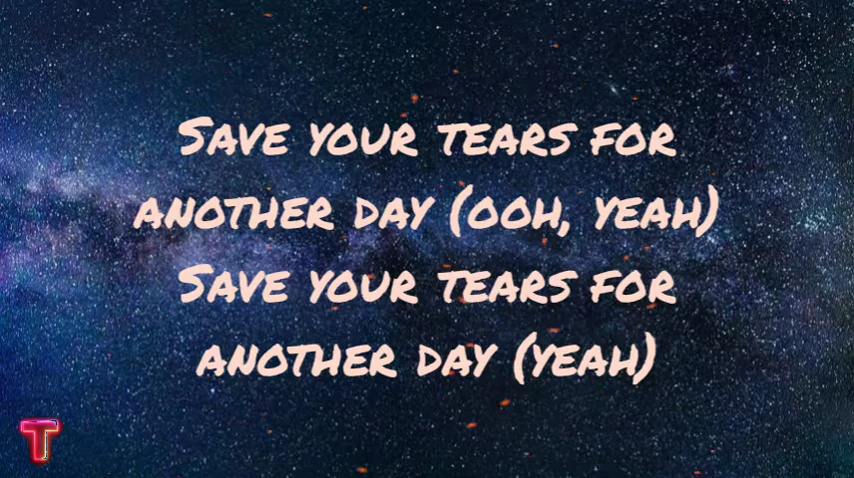 Save your tears for
another day (ooh, yeah)
Save your tears for
another day (yeah)
T